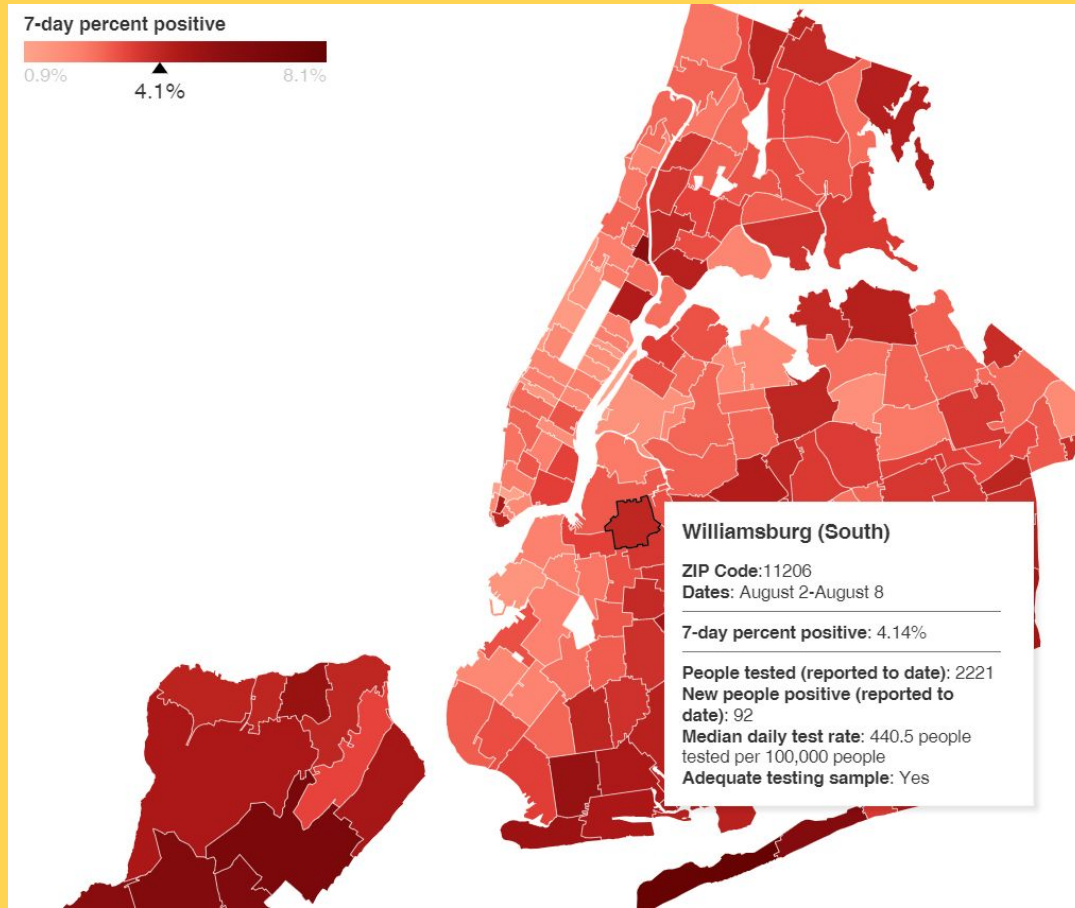 7-day percent positive
0.9%
8.1%
4.1%
Williamsburg (South)
ZIP Code:11206
Dates: August 2-August 8
7-day percent positive: 4.14%
People tested (reported to date): 2221
New people positive (reported to
date): 92
Median daily test rate: 440.5 people
tested per 100,000 people
Adequate testing sample: Yes